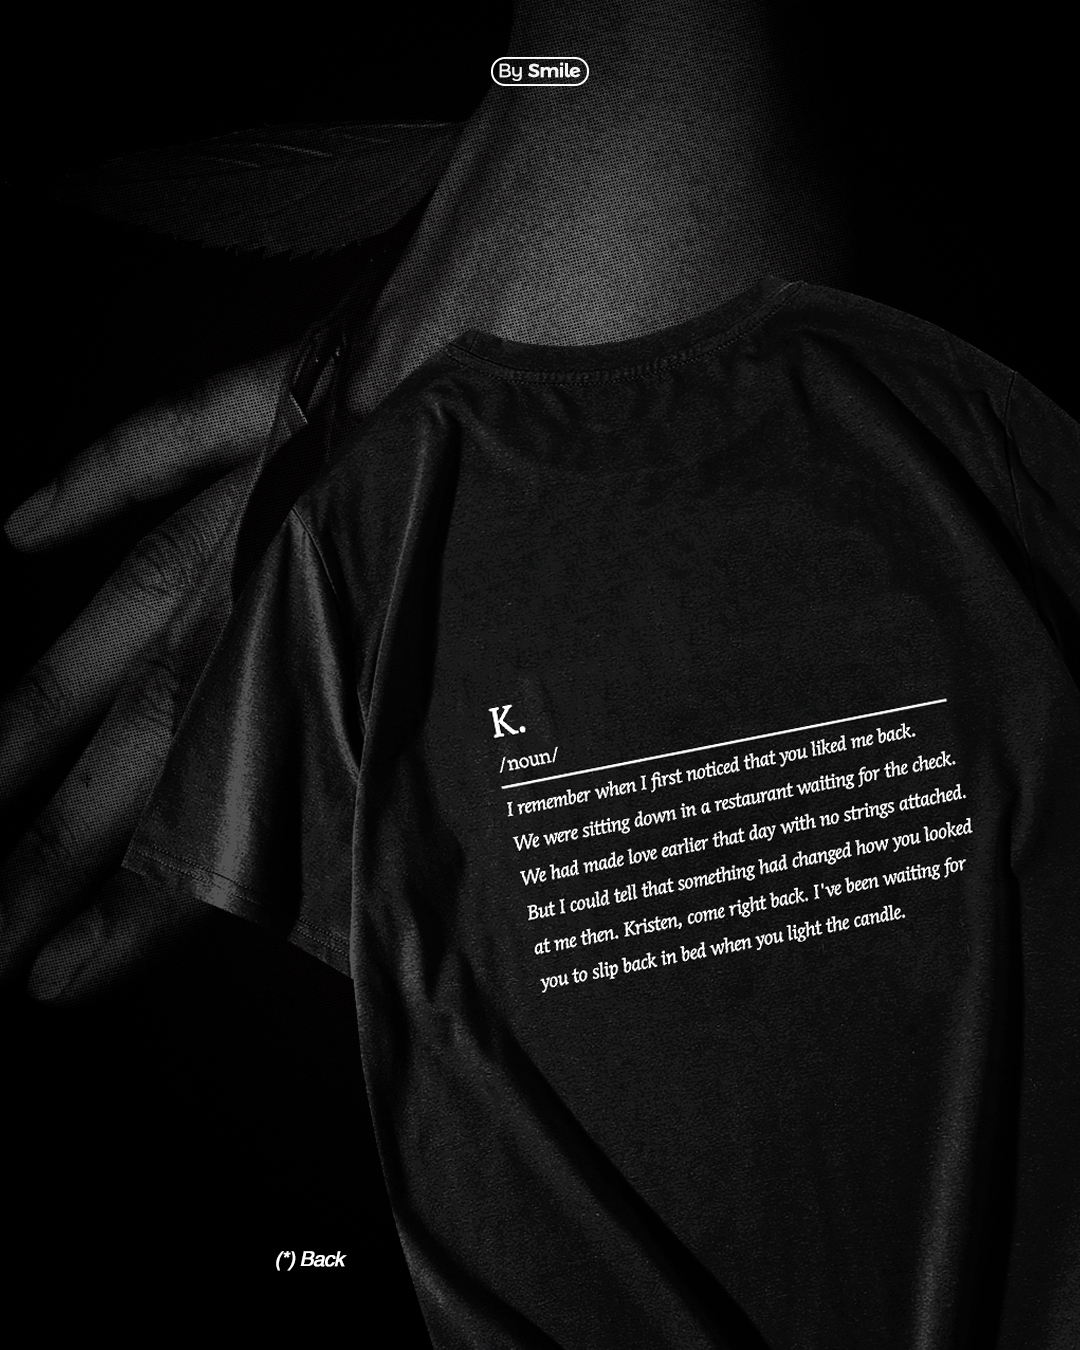 By Smile
K.
/noun/
I remember when I first noticed that you liked me back.
We were sitting down in a restaurant waiting for the check.
We had made love earlier that day with no strings attached.
But I could tell that something had changed how you looked
at me then. Kristen, come right back. I've been waiting for
you to slip back in bed when you light the candle.
(*) Back